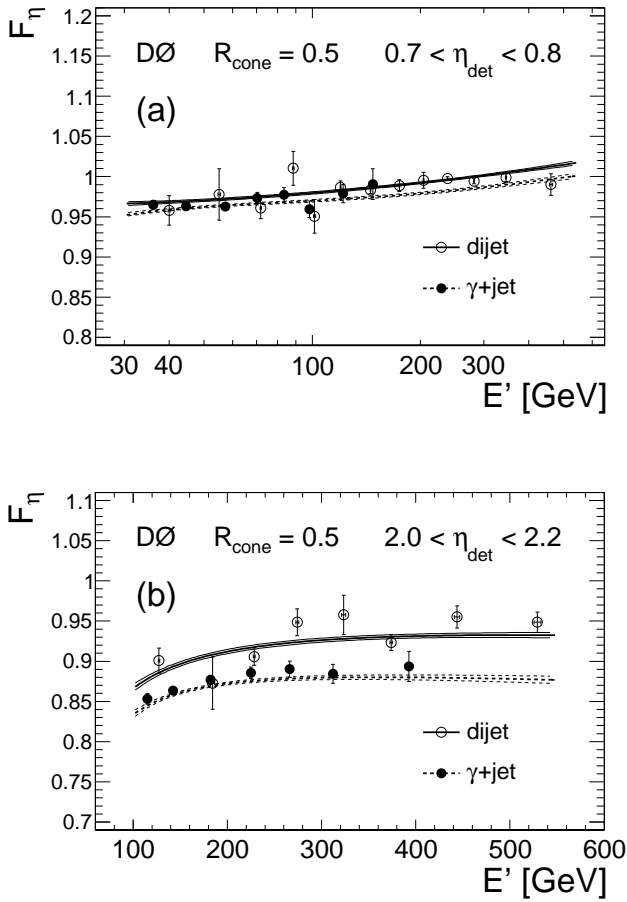 F_η
DØ R_cone = 0.5 0.7 < η_det < 0.8
(a)
1.2
1.15
1.1
1.05
1
0.95
0.9
0.85
0.8
dijet
γ+jet
30 40 100 200 300
E' [GeV]
F_η
DØ R_cone = 0.5 2.0 < η_det < 2.2
(b)
1.1
1.05
1
0.95
0.9
0.85
0.8
0.75
0.7
dijet
γ+jet
100 200 300 400 500 600
E' [GeV]